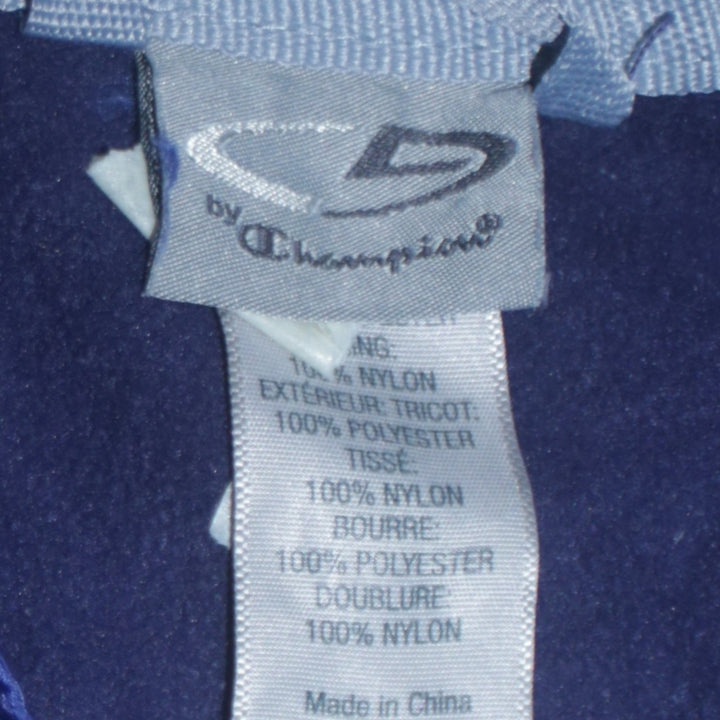 by
Champion®
NG:
100% NYLON
EXTÉRIEUR: TRICOT:
100% POLYESTER
TISSÉ:
100% NYLON
BOURRE:
100% POLYESTER
DOUBLURE:
100% NYLON
Made in China